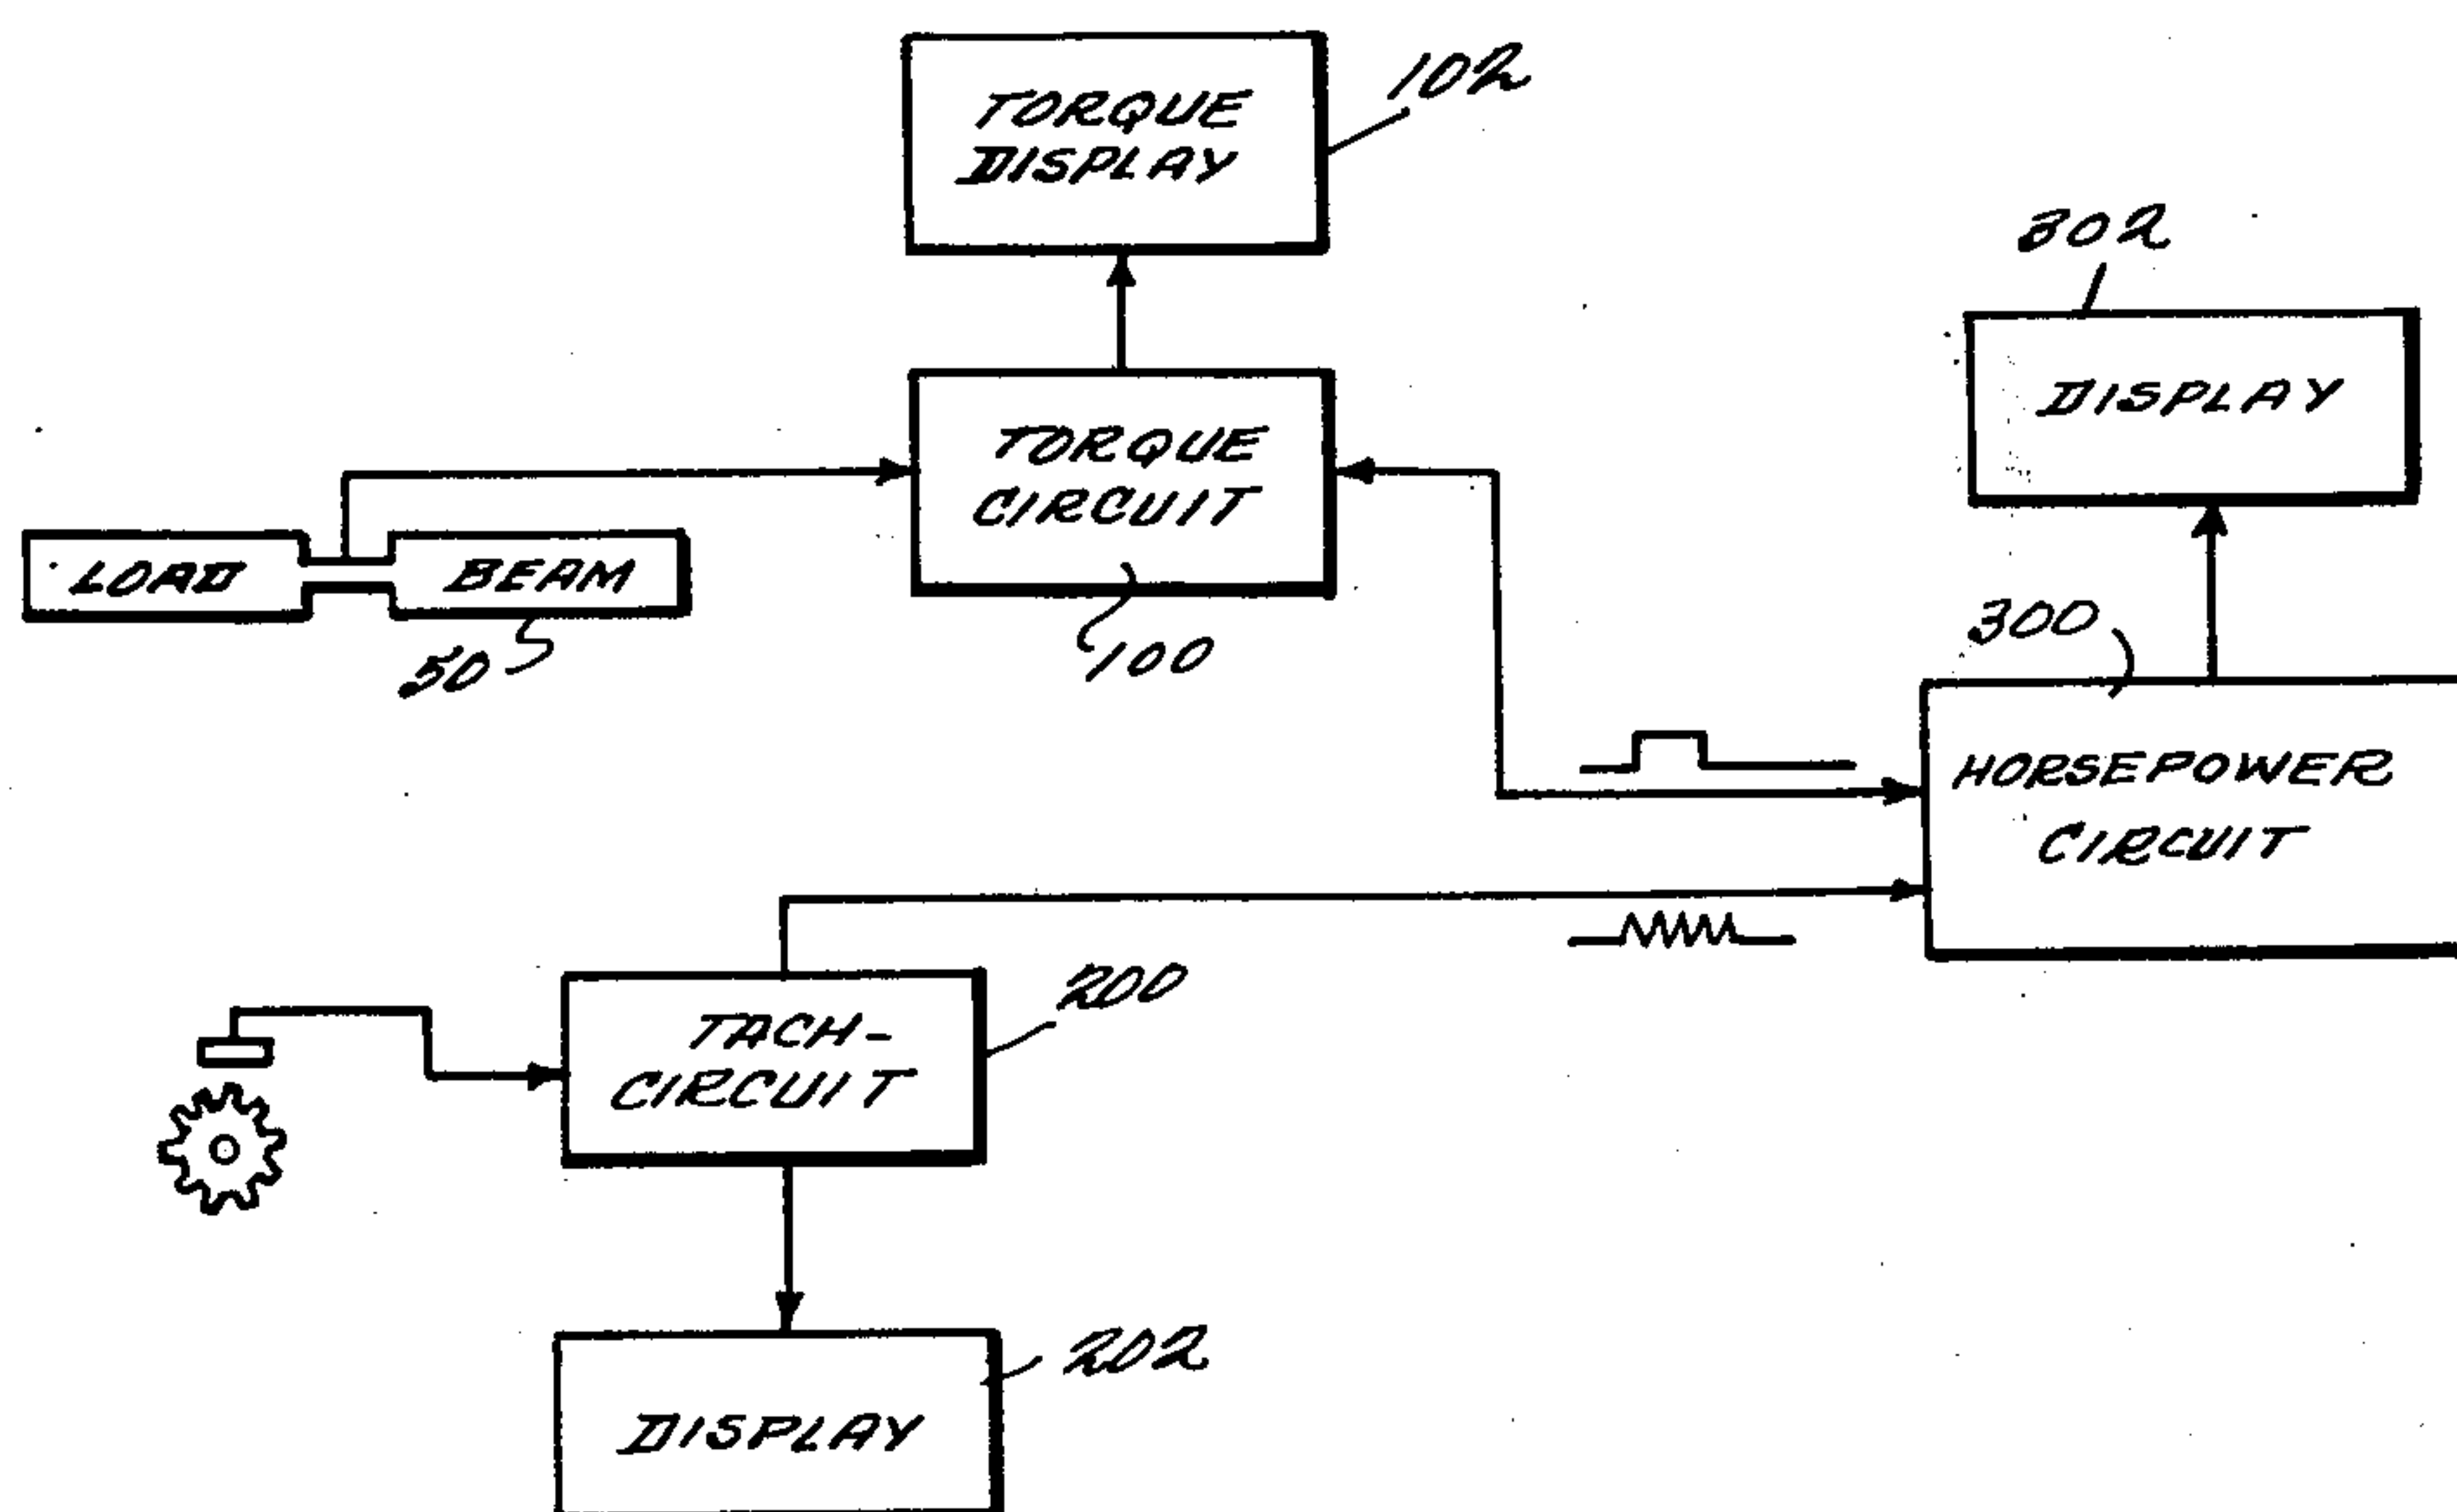 TORQUE
DISPLAY
102
302
DISPLAY
TORQUE
CIRCUIT
100
LOAD BEAM
50
300
HORSEPOWER
CIRCUIT
200
TACH-
CIRCUIT
202
DISPLAY